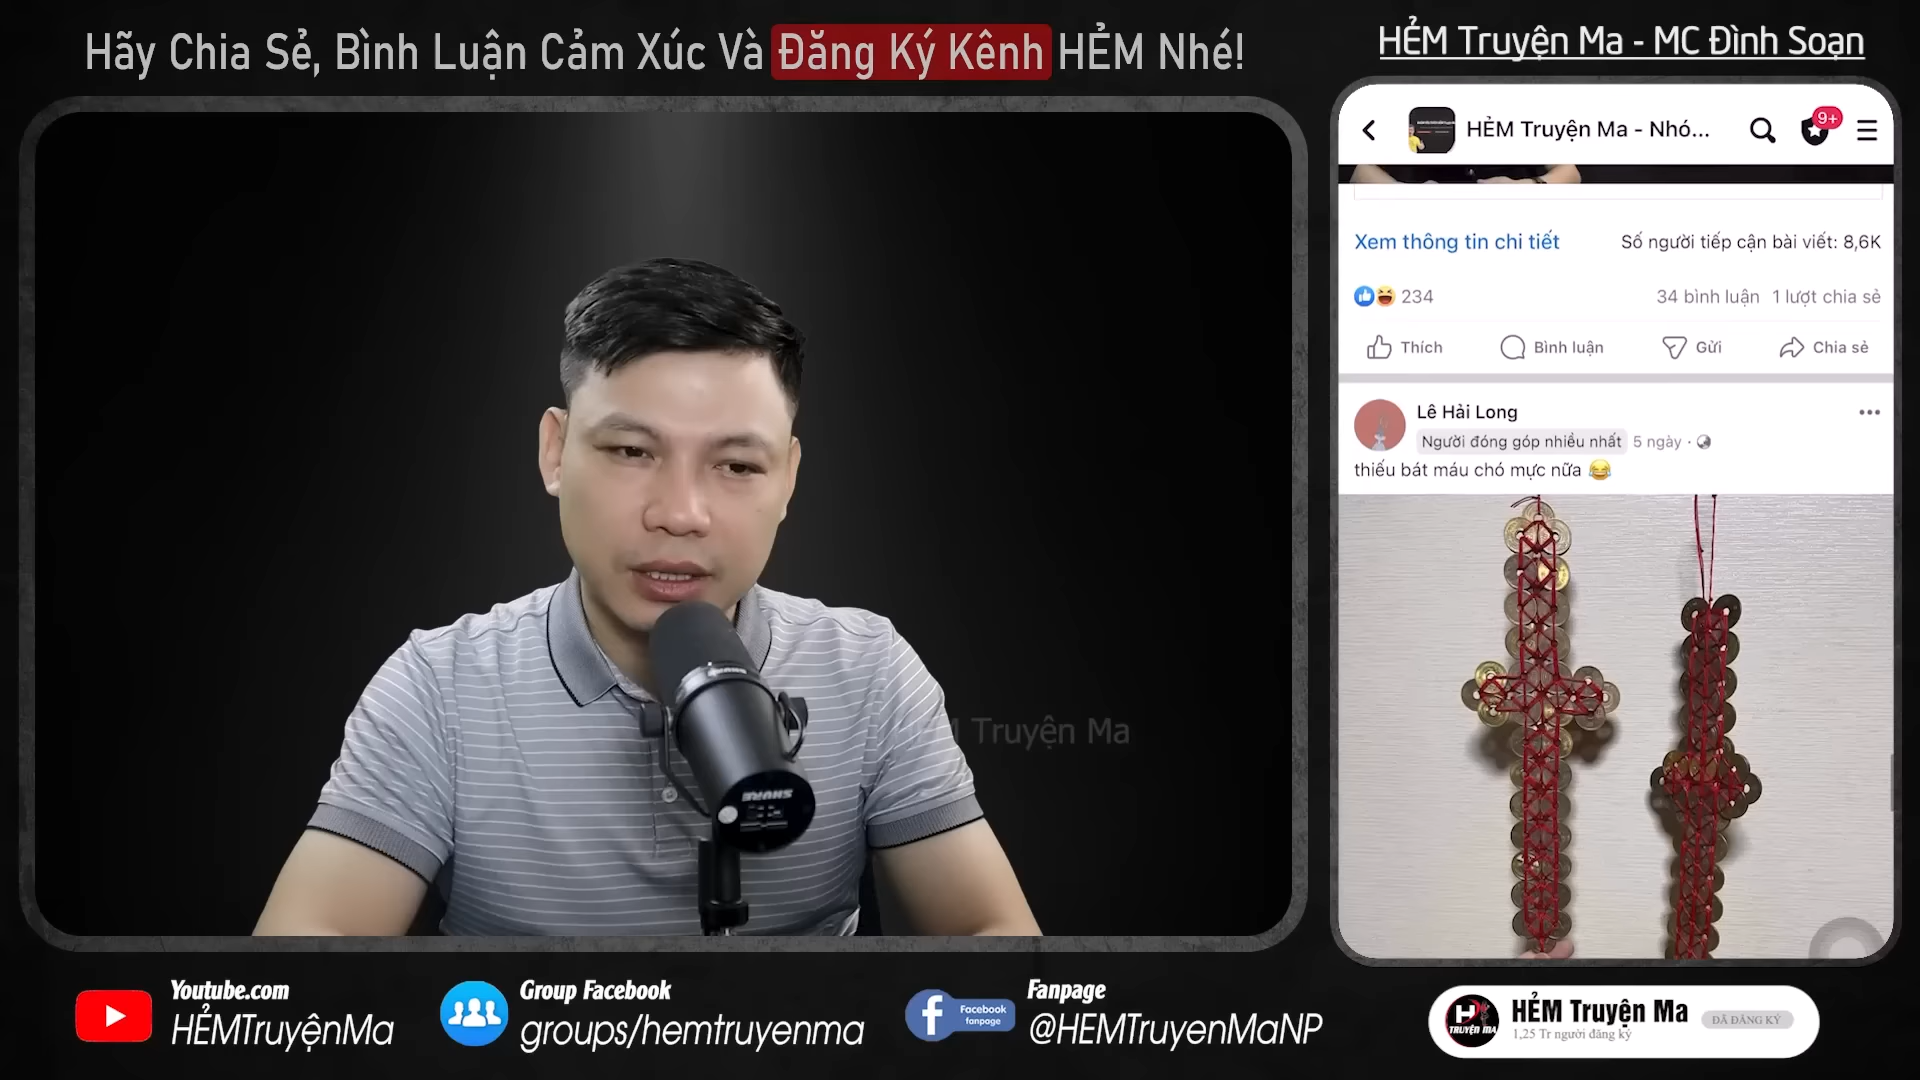 Hãy Chia Sẻ, Bình Luận Cảm Xúc Và Đăng Ký Kênh HẺM Nhé!
HẺM Truyện Ma - MC Đình Soạn
HẺM Truyện Ma - Nhó...
9+
Xem thông tin chi tiết
Số người tiếp cận bài viết: 8,6K
234
34 bình luận 1 lượt chia sẻ
Thích
Bình luận
Gửi
Chia sẻ
Lê Hải Long
Người đóng góp nhiều nhất 5 ngày ·
thiếu bát máu chó mực nữa 😂
Truyện Ma
SHURE
SHURE
Youtube.com
HẺMTruyệnMa
Group Facebook
groups/hemtruyenma
Facebook
fanpage
Fanpage
@HEMTruyenMaNP
H
TRUYỆN MA
HẺM Truyện Ma
1,25 Tr người đăng ký
ĐÃ ĐĂNG KÝ